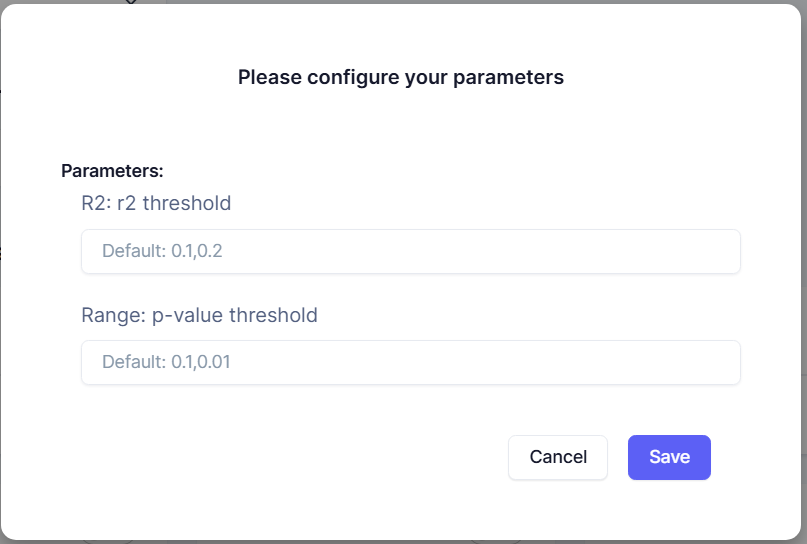 Please configure your parameters
Parameters:
R2: r2 threshold
Default: 0.1,0.2
Range: p-value threshold
Default: 0.1,0.01
Cancel
Save